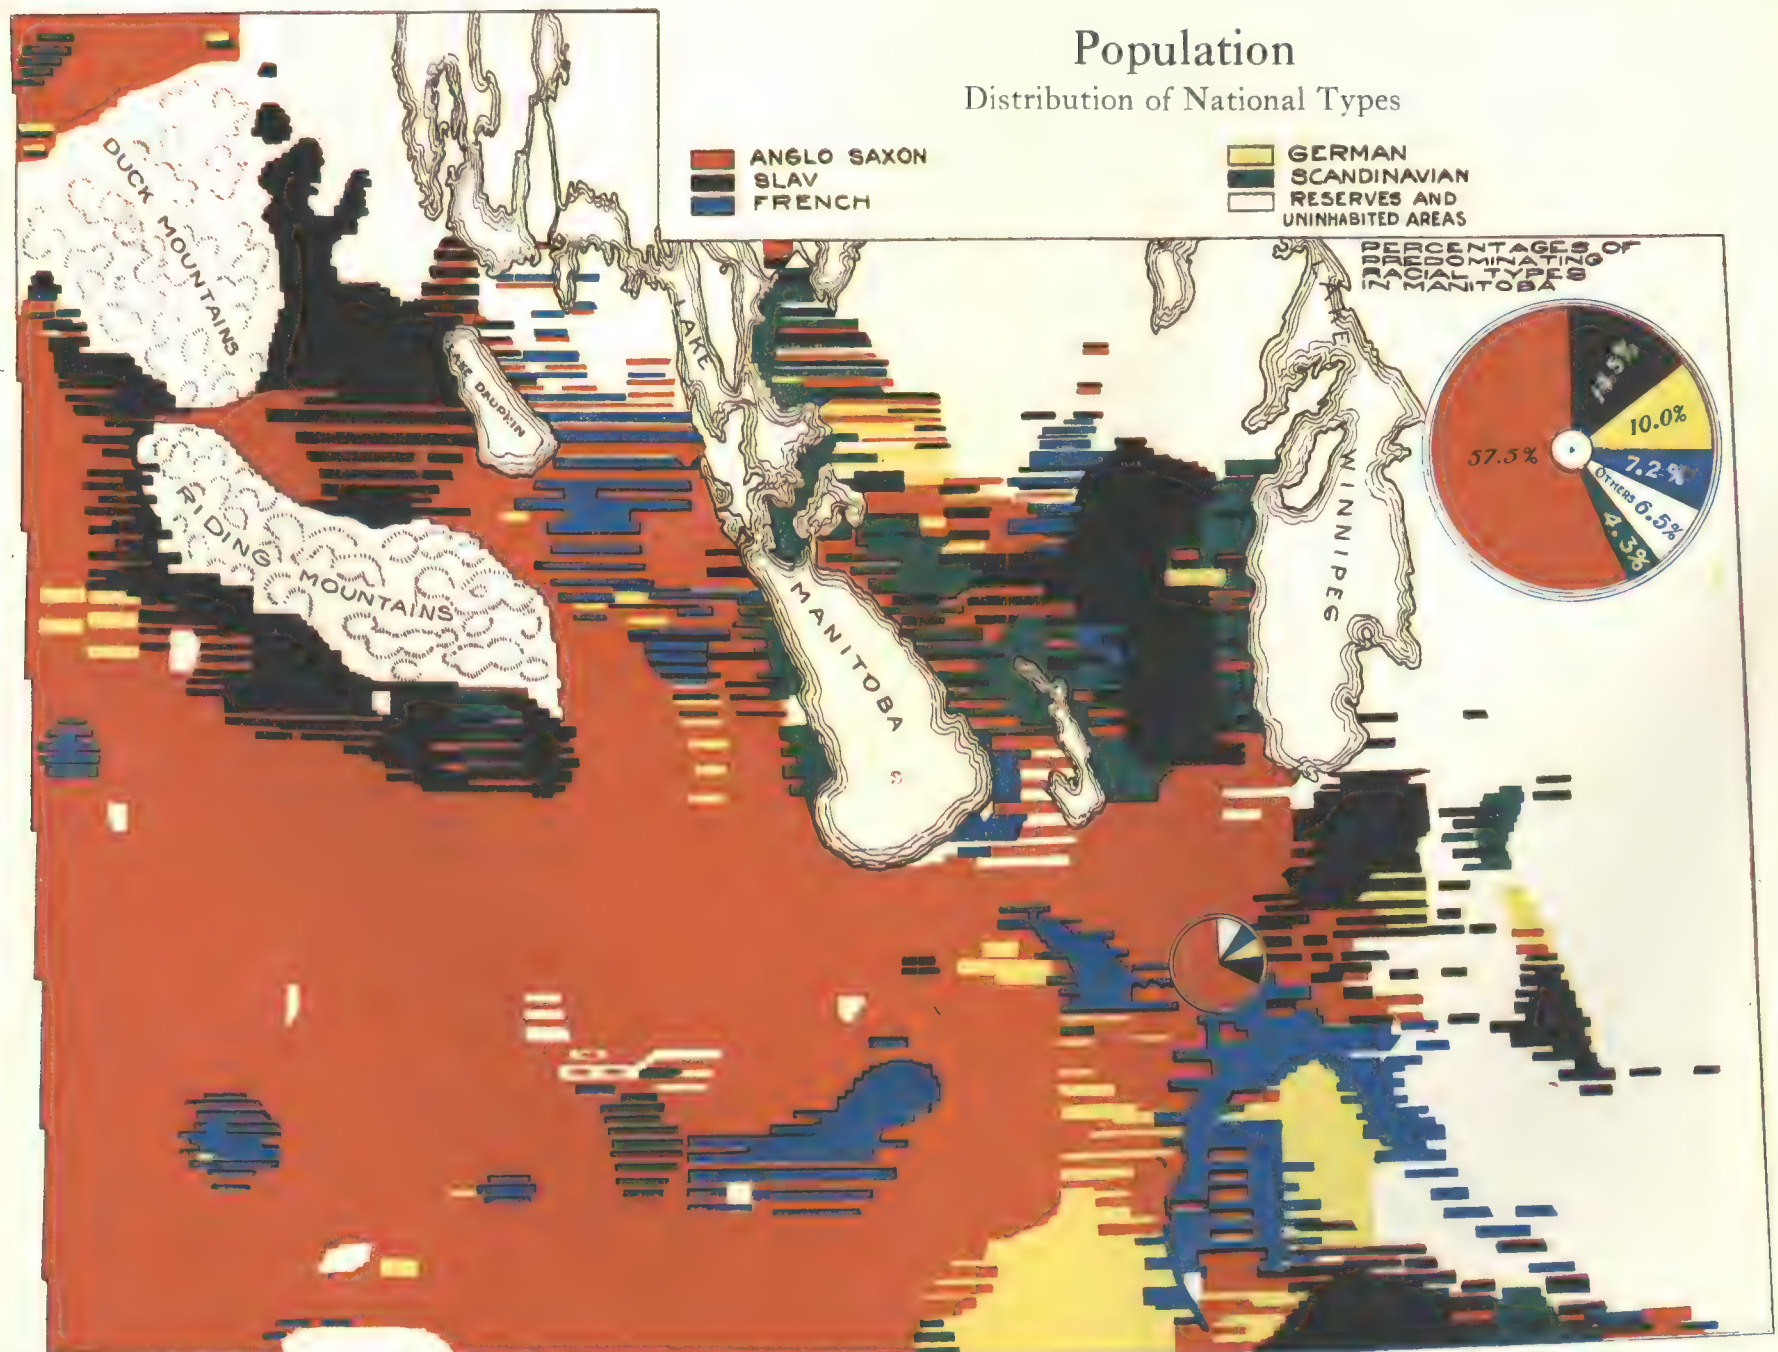 Population
Distribution of National Types
ANGLO SAXON
SLAV
FRENCH
GERMAN
SCANDINAVIAN
RESERVES AND
UNINHABITED AREAS
PERCENTAGES OF
PREDOMINATING
RACIAL TYPES
IN MANITOBA
10.0%
57.5%
7.2%
OTHERS 6.5%
4.3%
DUCK MOUNTAINS
RIDING MOUNTAINS
LAKE DAUPHIN
LAKE MANITOBA
LAKE WINNIPEG